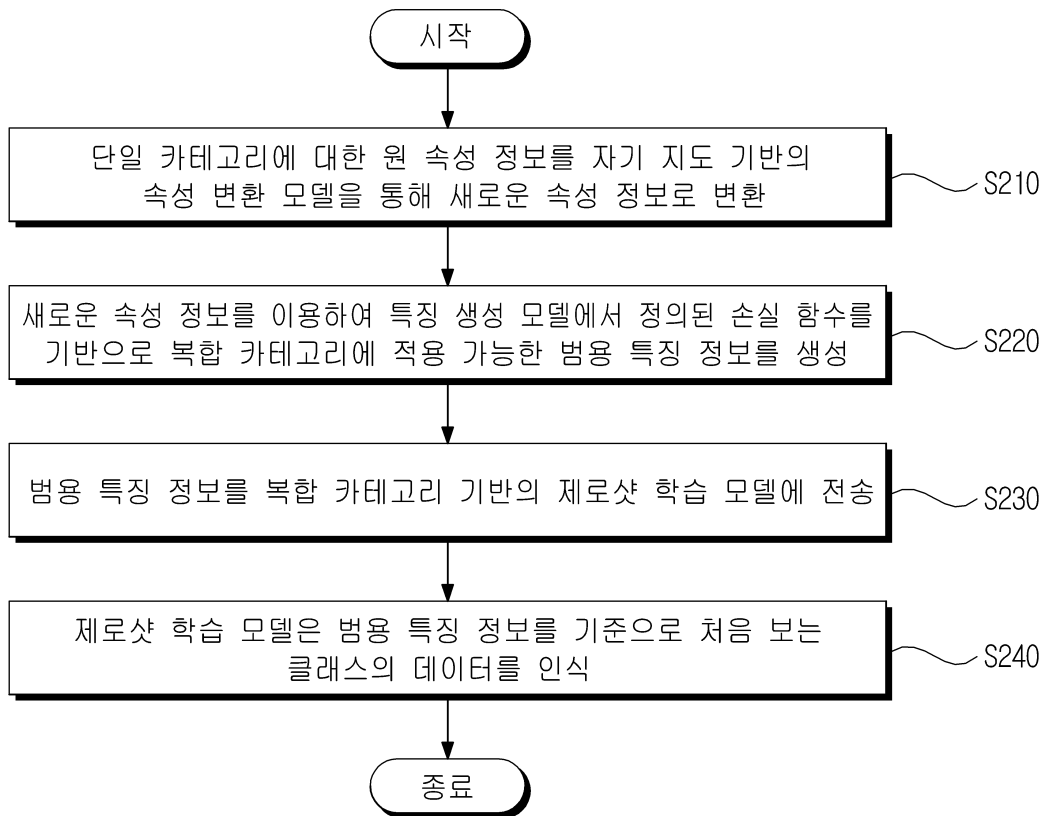 시작
단일 카테고리에 대한 원 속성 정보를 자기 지도 기반의
속성 변환 모델을 통해 새로운 속성 정보로 변환
S210
새로운 속성 정보를 이용하여 특징 생성 모델에서 정의된 손실 함수를
기반으로 복합 카테고리에 적용 가능한 범용 특징 정보를 생성
S220
범용 특징 정보를 복합 카테고리 기반의 제로샷 학습 모델에 전송
S230
제로샷 학습 모델은 범용 특징 정보를 기준으로 처음 보는
클래스의 데이터를 인식
S240
종료